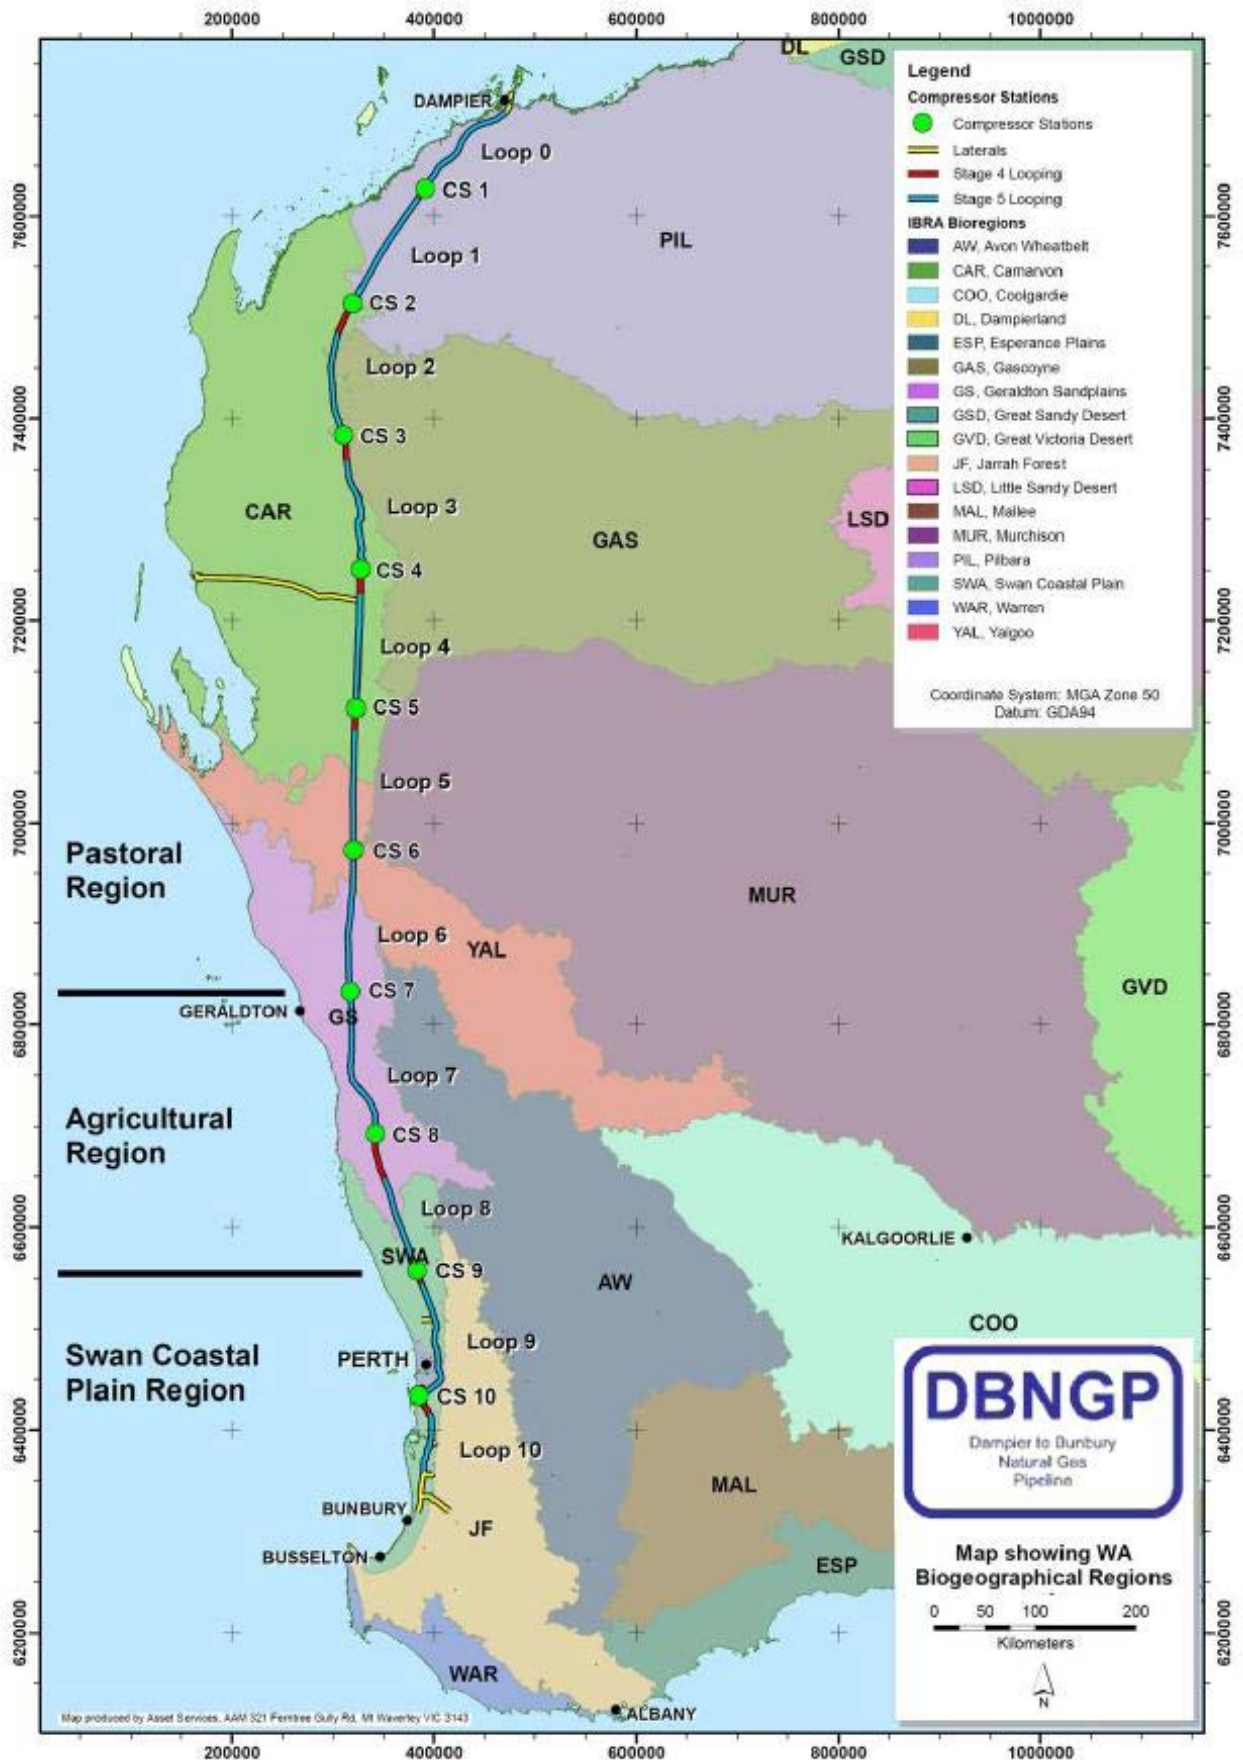 200000 400000 600000 800000 1000000
DL
GSD
DAMPIER
Loop 0
CS 1
7600000
PIL
Loop 1
CS 2
Loop 2
7400000
CS 3
CAR
Loop 3
LSD
GAS
CS 4
7200000
Loop 4
CS 5
Loop 5
7000000
CS 6
Pastoral
Region
MUR
Loop 6
YAL
CS 7
GVD
GERALDTON
GS
6800000
Loop 7
Agricultural
Region
CS 8
Loop 8
6600000
KALGOORLIE
SWA
CS 9
AW
COO
Loop 9
Swan Coastal
Plain Region
PERTH
CS 10
6400000
Loop 10
MAL
BUNBURY
JF
BUSSELTON
ESP
6200000
WAR
ALBANY
Map produced by Asset Services, AAM 321 Ferntree Gully Rd, Mt Waverley VIC 3143
200000 400000 600000 800000 1000000
Legend
Compressor Stations
Compressor Stations
Laterals
Stage 4 Looping
Stage 5 Looping
IBRA Bioregions
AW, Avon Wheatbelt
CAR, Carnarvon
COO, Coolgardie
DL, Dampierland
ESP, Esperance Plains
GAS, Gascoyne
GS, Geraldton Sandplains
GSD, Great Sandy Desert
GVD, Great Victoria Desert
JF, Jarrah Forest
LSD, Little Sandy Desert
MAL, Mallee
MUR, Murchison
PIL, Pilbara
SWA, Swan Coastal Plain
WAR, Warren
YAL, Yalgoo
Coordinate System: MGA Zone 50
Datum: GDA94
7600000
7400000
7200000
7000000
6800000
6600000
6400000
6200000
DBNGP
Dampier to Bunbury
Natural Gas
Pipeline
Map showing WA
Biogeographical Regions
0 50 100 200
Kilometers
N